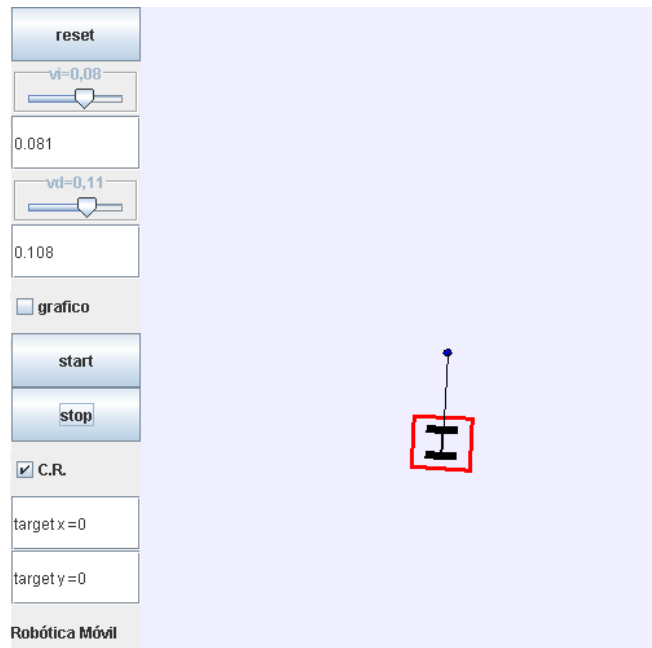 reset
vi=0,08
0.081
vd=0,11
0.108
grafico
start
stop
C.R.
target x =0
target y =0
Robótica Móvil